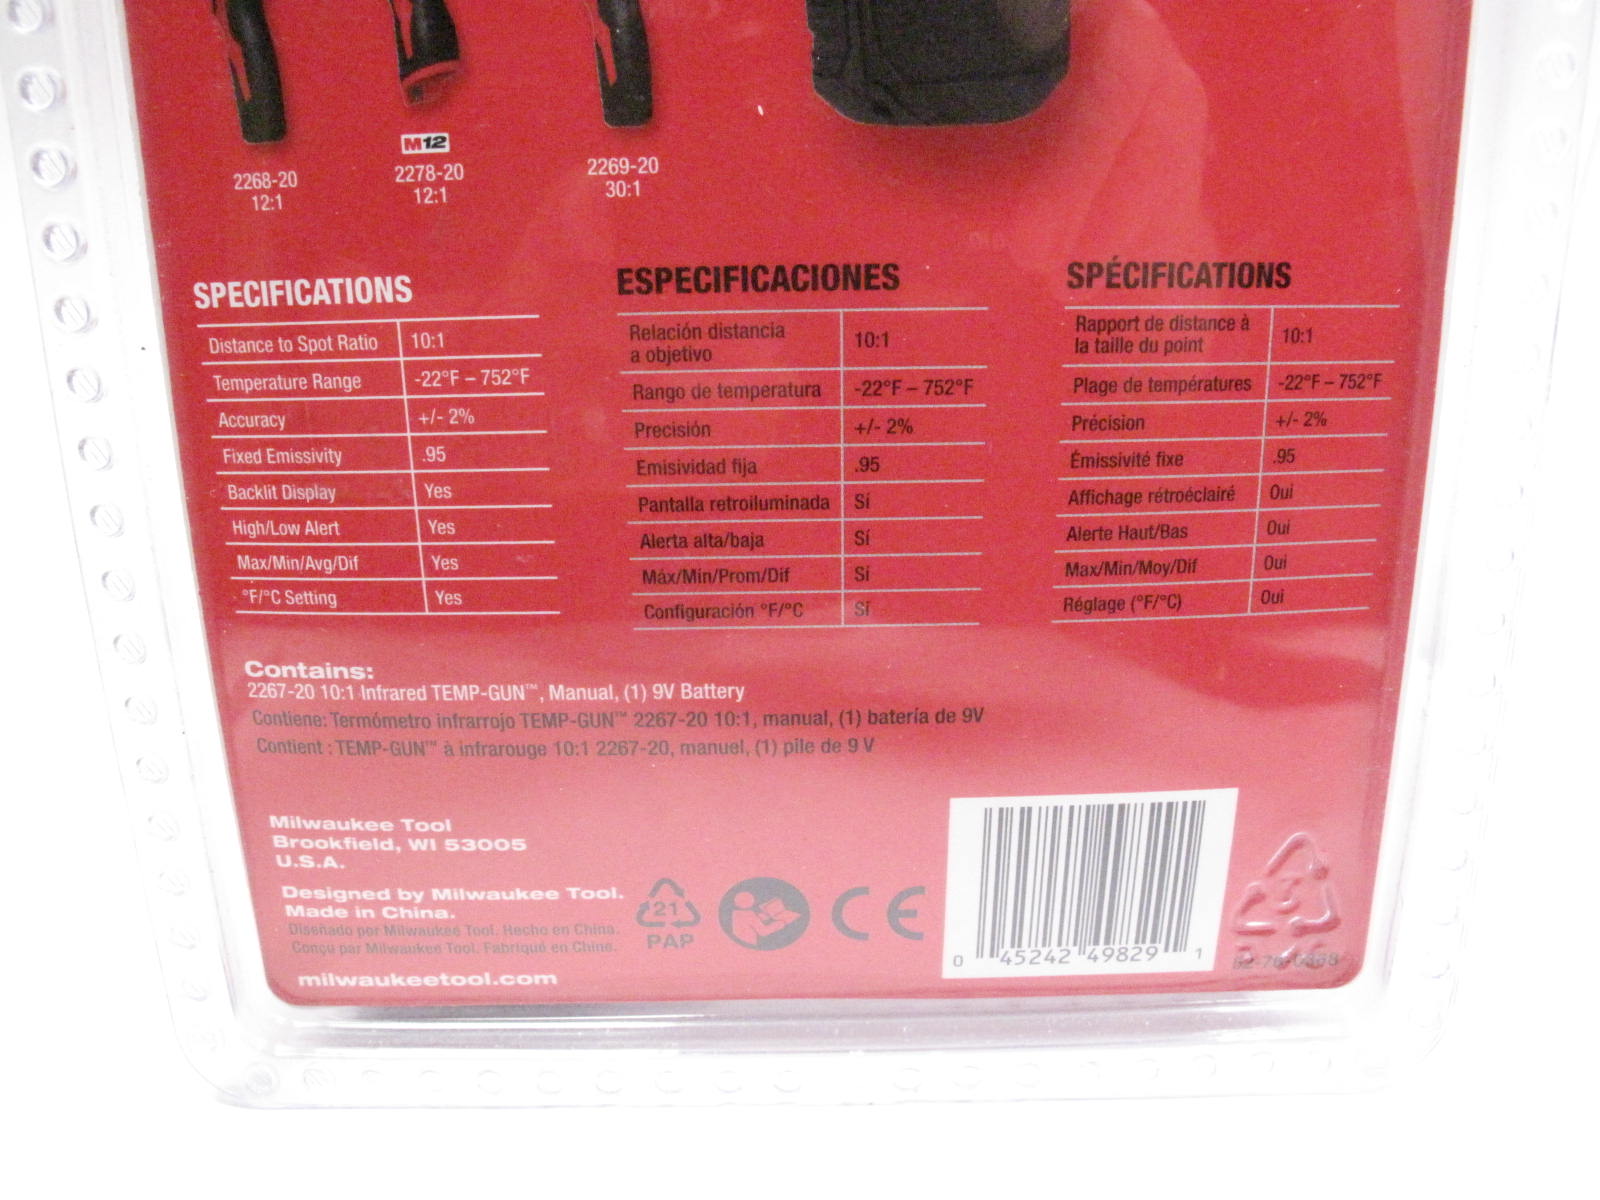 M12
2268-20
12:1
2278-20
12:1
2269-20
30:1
SPECIFICATIONS
Distance to Spot Ratio 10:1
Temperature Range -22°F – 752°F
Accuracy +/- 2%
Fixed Emissivity .95
Backlit Display Yes
High/Low Alert Yes
Max/Min/Avg/Dif Yes
°F/°C Setting Yes
ESPECIFICACIONES
Relación distancia
a objetivo 10:1
Rango de temperatura -22°F – 752°F
Precisión +/- 2%
Emisividad fija .95
Pantalla retroiluminada Sí
Alerta alta/baja Sí
Máx/Mín/Prom/Dif Sí
Configuración °F/°C Sí
SPÉCIFICATIONS
Rapport de distance à
la taille du point 10:1
Plage de températures -22°F – 752°F
Précision +/- 2%
Émissivité fixe .95
Affichage rétroéclairé Oui
Alerte Haut/Bas Oui
Max/Min/Moy/Dif Oui
Réglage (°F/°C) Oui
Contains:
2267-20 10:1 Infrared TEMP-GUN™, Manual, (1) 9V Battery
Contiene: Termómetro infrarrojo TEMP-GUN™ 2267-20 10:1, manual, (1) batería de 9V
Contient : TEMP-GUN™ à infrarouge 10:1 2267-20, manuel, (1) pile de 9 V
Milwaukee Tool
Brookfield, WI 53005
U.S.A.
Designed by Milwaukee Tool.
Made in China.
Diseñado por Milwaukee Tool. Hecho en China.
Conçu par Milwaukee Tool. Fabriqué en Chine.
milwaukeetool.com
21
PAP
CE
0 45242 49829 1